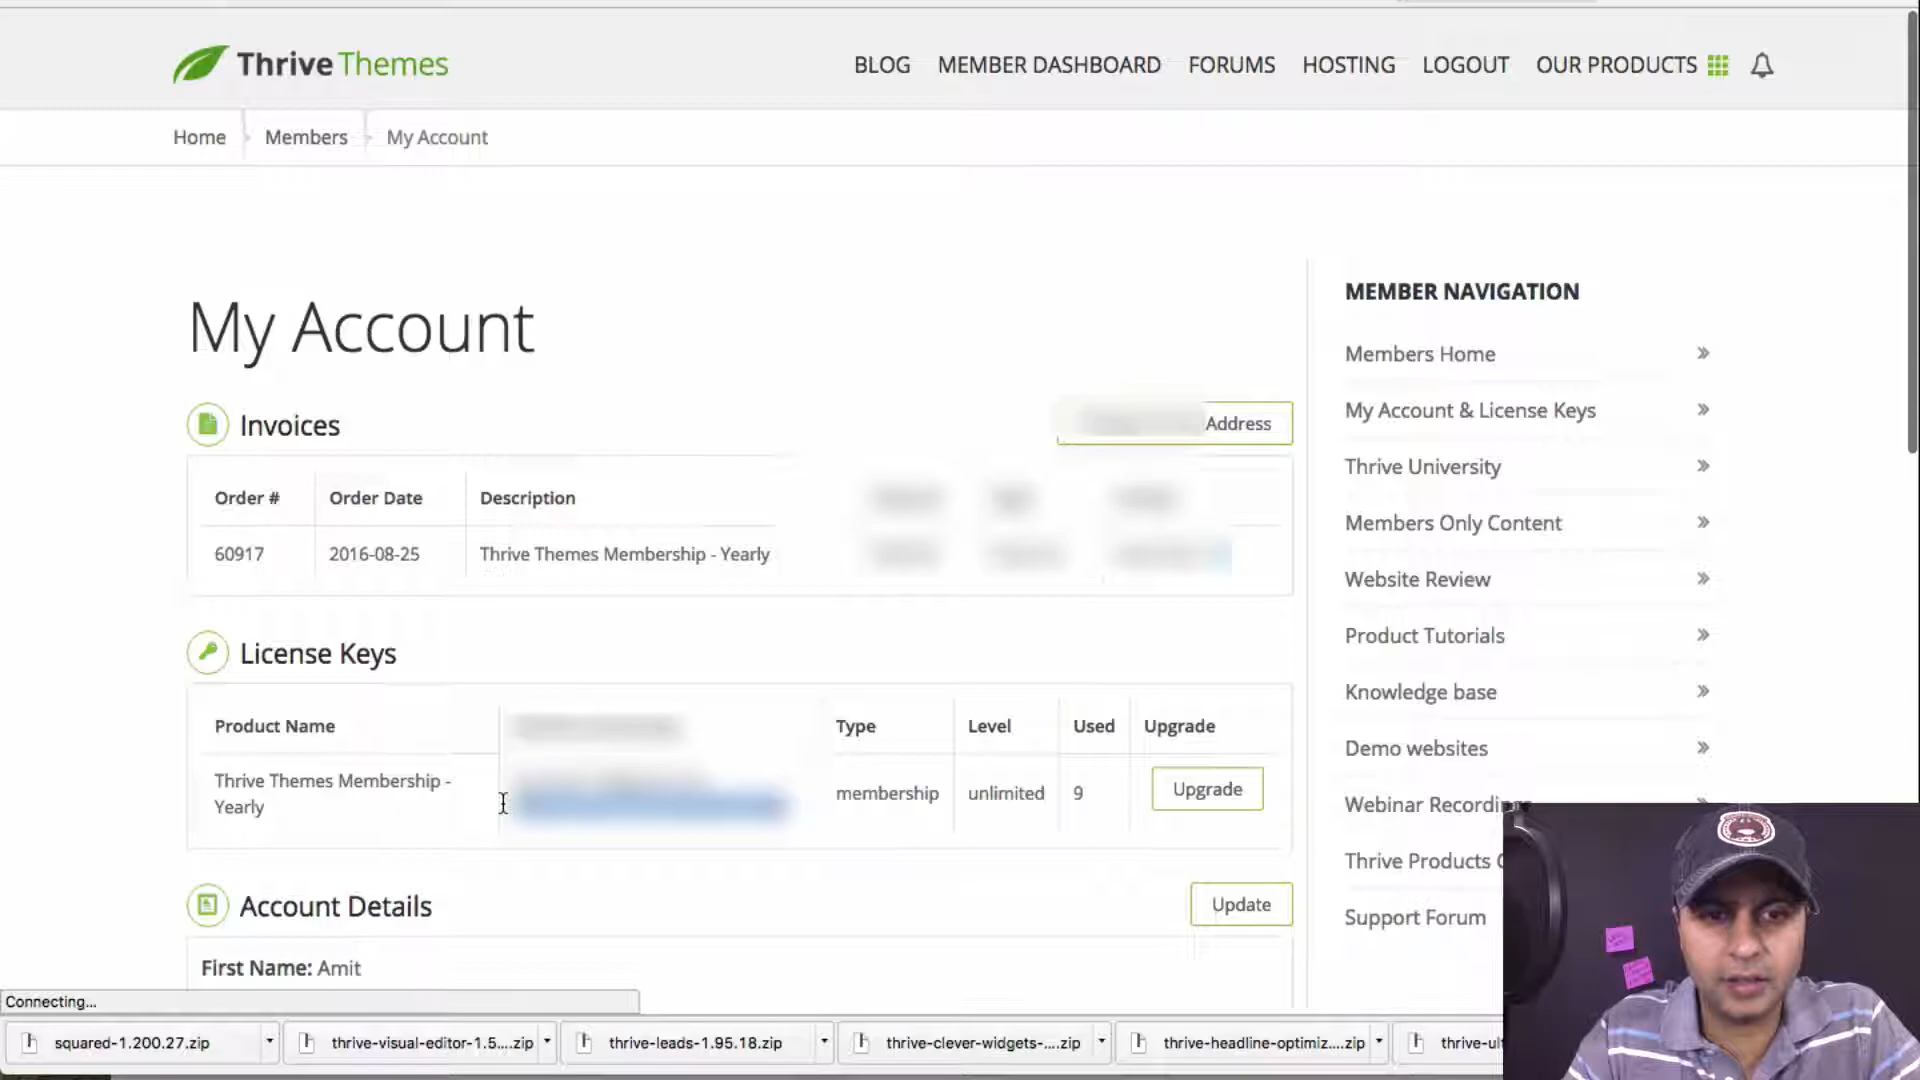 Thrive Themes
BLOG MEMBER DASHBOARD FORUMS HOSTING LOGOUT OUR PRODUCTS
Home Members My Account
My Account
Invoices
Address
Order # Order Date Description
60917 2016-08-25 Thrive Themes Membership - Yearly
License Keys
Product Name Type Level Used Upgrade
Thrive Themes Membership -
Yearly
membership unlimited 9 Upgrade
Account Details
Update
First Name: Amit
MEMBER NAVIGATION
Members Home
My Account & License Keys
Thrive University
Members Only Content
Website Review
Product Tutorials
Knowledge base
Demo websites
Webinar
Thrive Products
Support Forum
Connecting...
squared-1.200.27.zip thrive-visual-editor-1.5....zip thrive-leads-1.95.18.zip thrive-clever-widgets-....zip thrive-headline-optimiz....zip thrive-ul